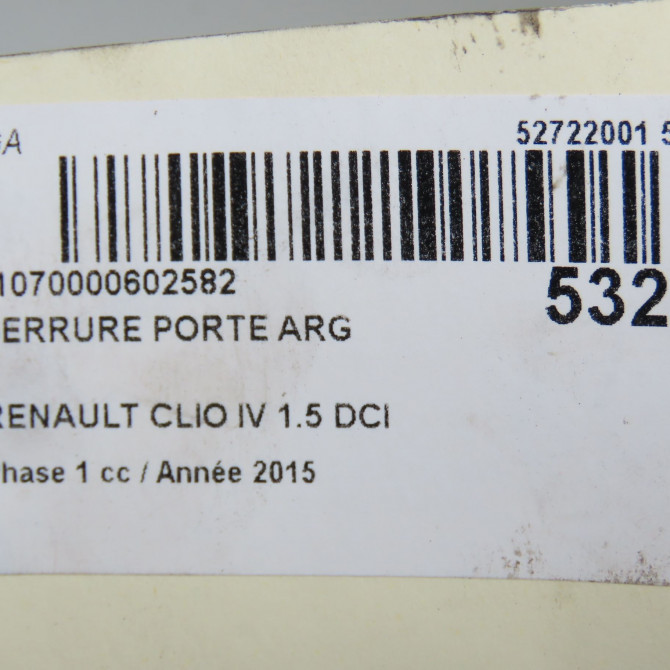 52722001 5
1070000602582
532
ERRURE PORTE ARG
RENAULT CLIO IV 1.5 DCI
hase 1 cc / Année 2015